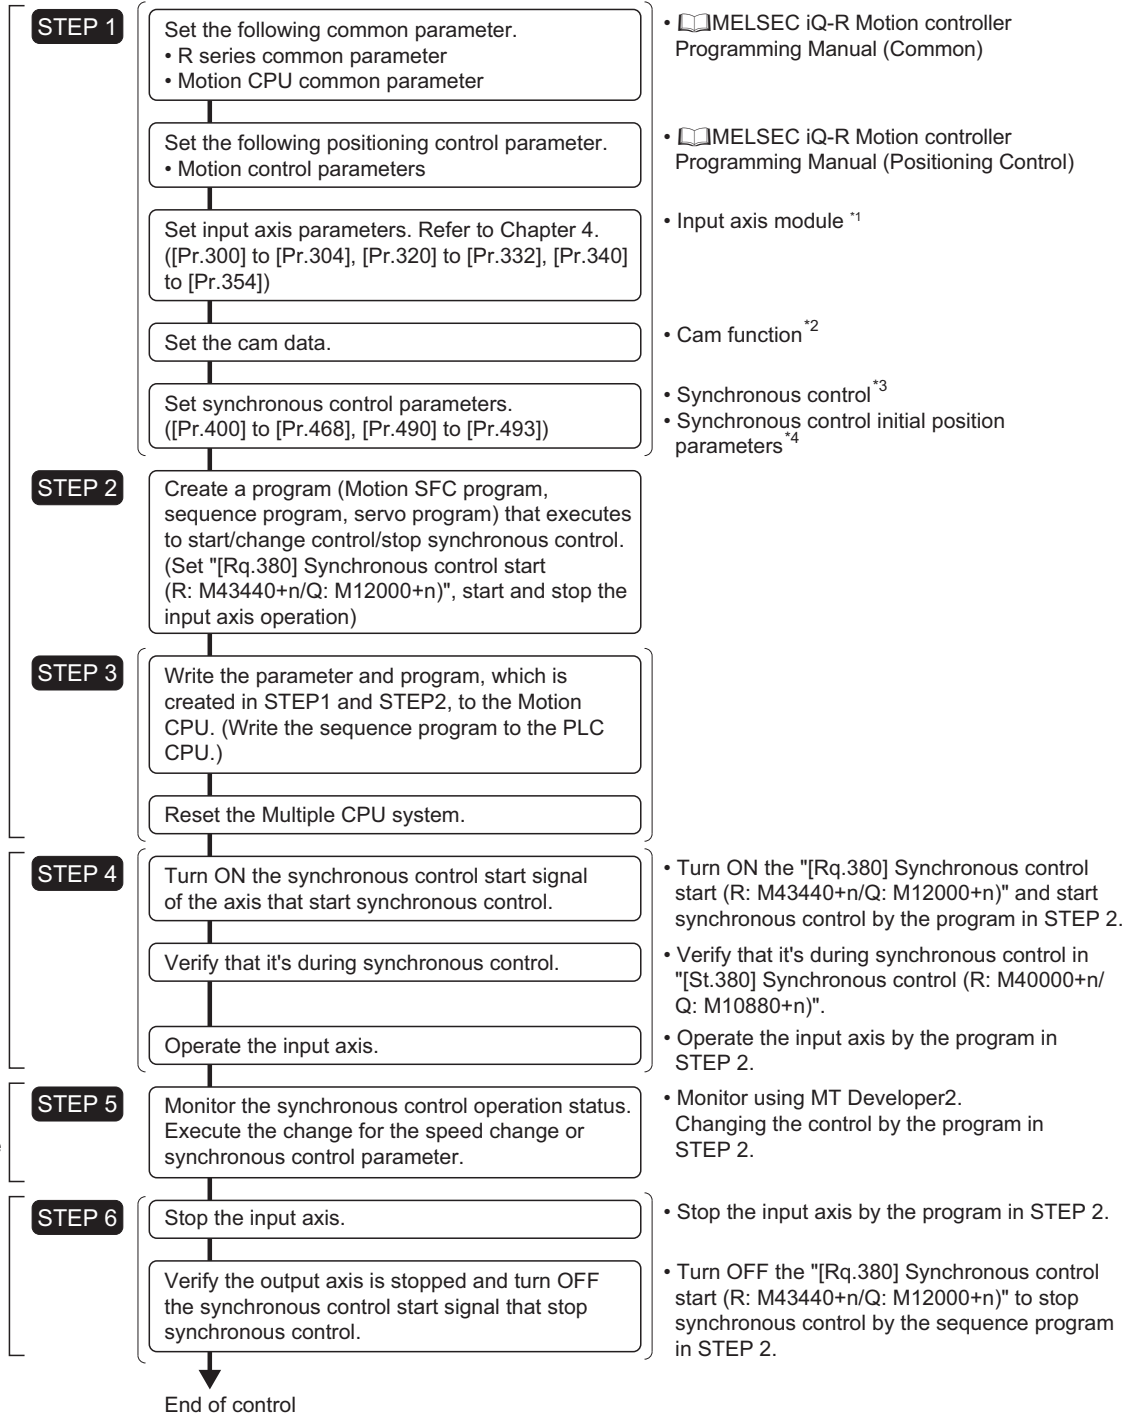 STEP 1
Set the following common parameter.
• R series common parameter
• Motion CPU common parameter
• MELSEC iQ-R Motion controller
Programming Manual (Common)
Set the following positioning control parameter.
• Motion control parameters
• MELSEC iQ-R Motion controller
Programming Manual (Positioning Control)
Set input axis parameters. Refer to Chapter 4.
([Pr.300] to [Pr.304], [Pr.320] to [Pr.332], [Pr.340]
to [Pr.354])
• Input axis module *1
Set the cam data.
• Cam function*2
Set synchronous control parameters.
([Pr.400] to [Pr.468], [Pr.490] to [Pr.493])
• Synchronous control*3
• Synchronous control initial position
parameters*4
STEP 2
Create a program (Motion SFC program,
sequence program, servo program) that executes
to start/change control/stop synchronous control.
(Set "[Rq.380] Synchronous control start
(R: M43440+n/Q: M12000+n)", start and stop the
input axis operation)
STEP 3
Write the parameter and program, which is
created in STEP1 and STEP2, to the Motion
CPU. (Write the sequence program to the PLC
CPU.)
Reset the Multiple CPU system.
STEP 4
Turn ON the synchronous control start signal
of the axis that start synchronous control.
• Turn ON the "[Rq.380] Synchronous control
start (R: M43440+n/Q: M12000+n)" and start
synchronous control by the program in STEP 2.
Verify that it's during synchronous control.
• Verify that it's during synchronous control in
"[St.380] Synchronous control (R: M40000+n/
Q: M10880+n)".
Operate the input axis.
• Operate the input axis by the program in
STEP 2.
STEP 5
Monitor the synchronous control operation status.
Execute the change for the speed change or
synchronous control parameter.
• Monitor using MT Developer2.
Changing the control by the program in
STEP 2.
STEP 6
Stop the input axis.
• Stop the input axis by the program in STEP 2.
Verify the output axis is stopped and turn OFF
the synchronous control start signal that stop
synchronous control.
• Turn OFF the "[Rq.380] Synchronous control
start (R: M43440+n/Q: M12000+n)" to stop
synchronous control by the sequence program
in STEP 2.
End of control